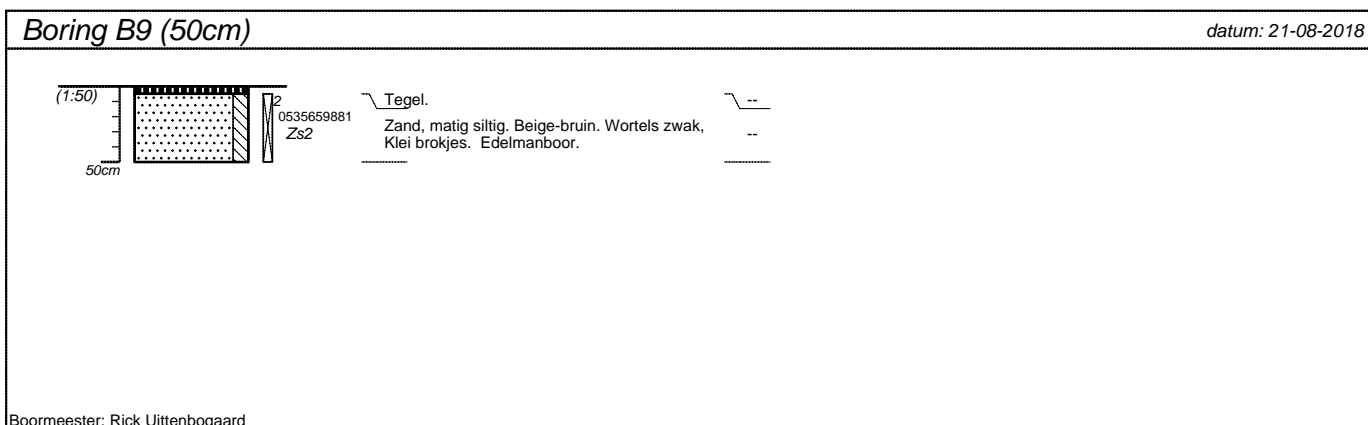 Boring B9 (50cm)
datum: 21-08-2018
(1:50)
2
0535659881
Zs2
50cm
Tegel.
Zand, matig siltig. Beige-bruin. Wortels zwak,
Klei brokjes. Edelmanboor.
--
--
Boormeester: Rick Uittenbogaard